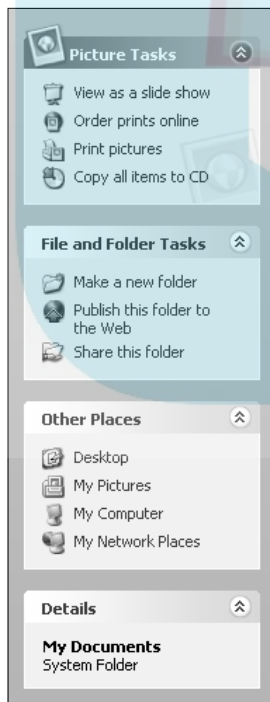 Picture Tasks
View as a slide show
Order prints online
Print pictures
Copy all items to CD
File and Folder Tasks
Make a new folder
Publish this folder to
the Web
Share this folder
Other Places
Desktop
My Pictures
My Computer
My Network Places
Details
My Documents
System Folder